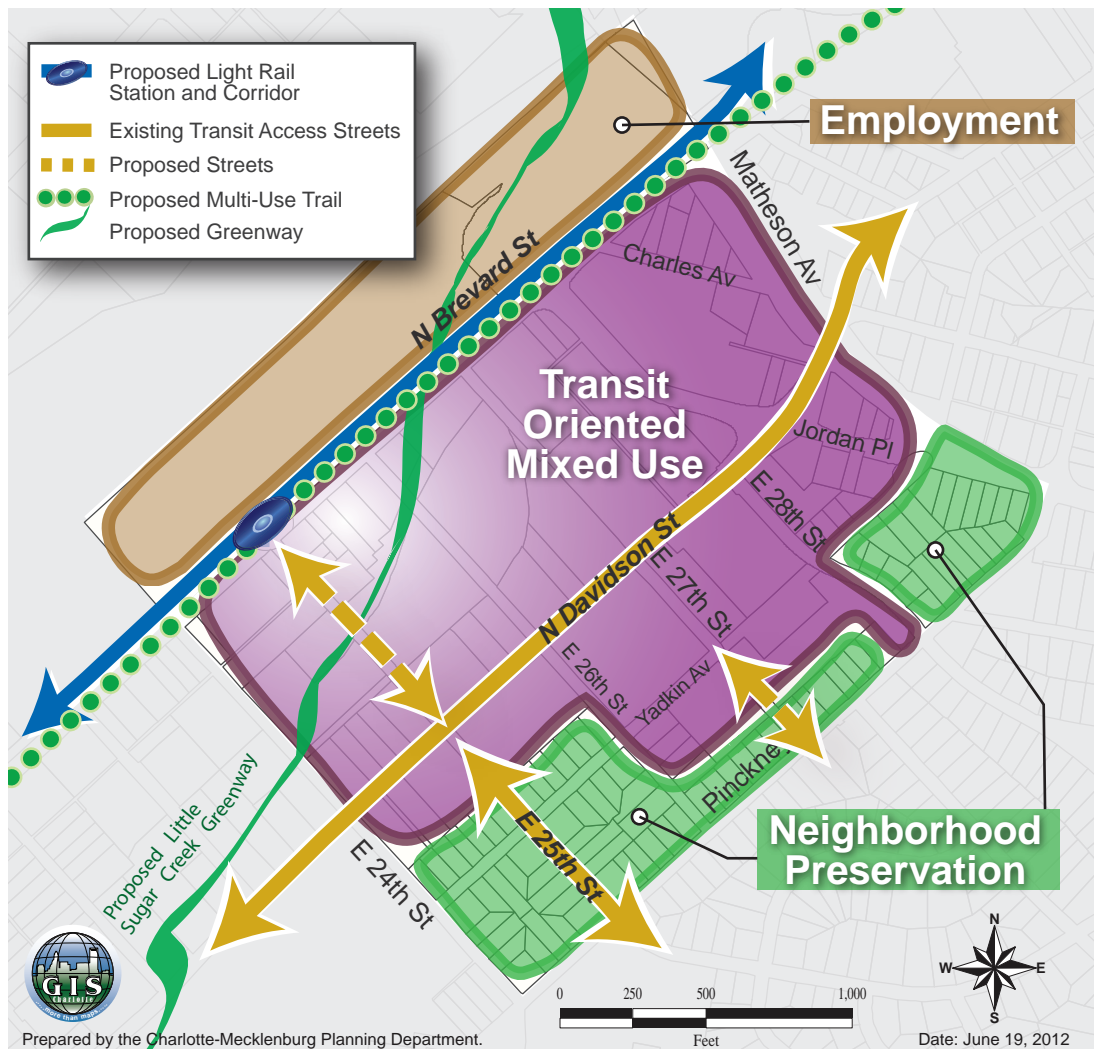 Proposed Light Rail
Station and Corridor
Existing Transit Access Streets
Proposed Streets
Proposed Multi-Use Trail
Proposed Greenway
Employment
Matheson Av
Charles Av
N Brevard St
Transit
Oriented
Mixed Use
Jordan Pl
E 28th St
N Davidson St
E 27th St
E 26th St
Yadkin Av
Pinckney
E 25th St
E 24th St
Neighborhood
Preservation
Proposed Little
Sugar Creek Greenway
GIS
Charlotte
...more than maps...
N
W
E
S
0 250 500 1,000
Feet
Prepared by the Charlotte-Mecklenburg Planning Department.
Date: June 19, 2012